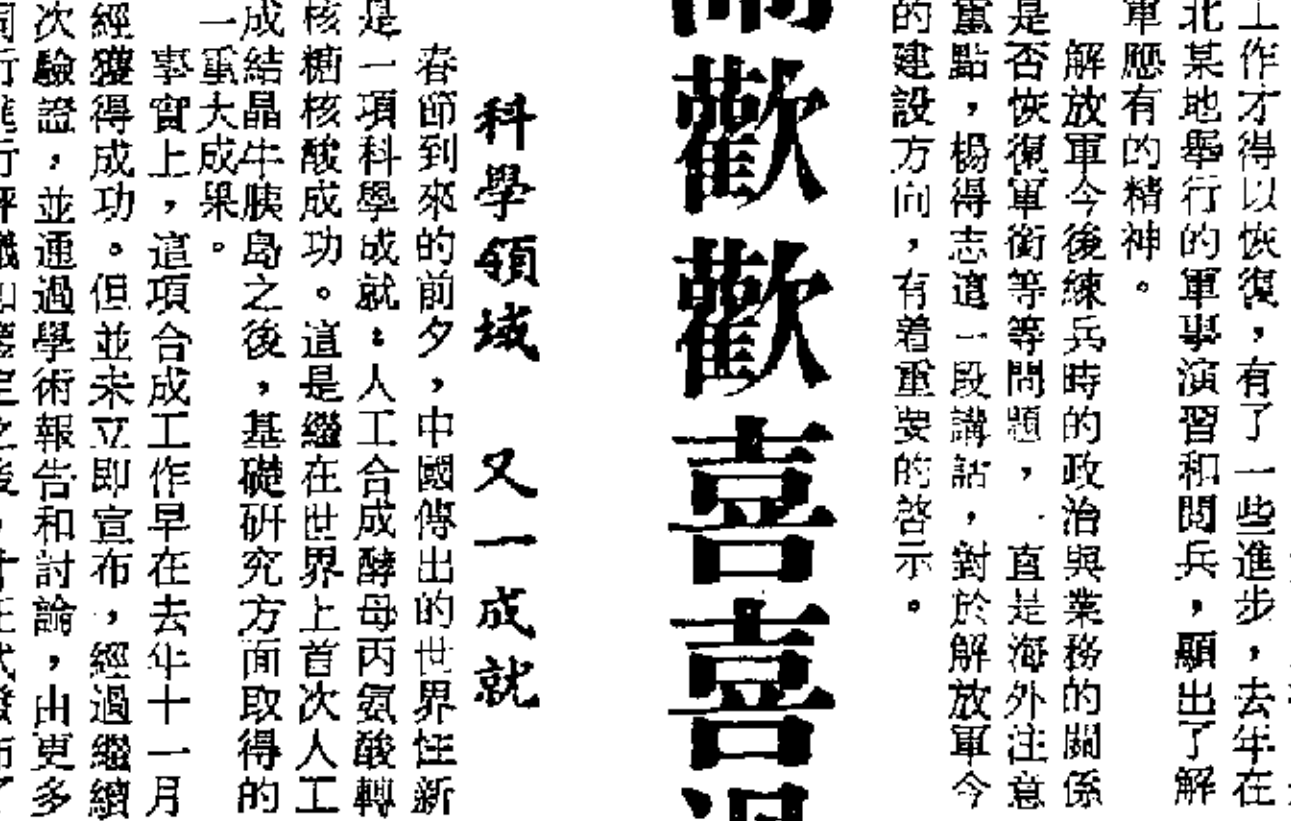 工作才得以恢復，有了一些進步，去年在
北某地舉行的軍事演習和閱兵，顯出了解
軍應有的精神。
解放軍今後練兵時的政治與業務的關係
是否恢復軍銜等等問題，一直是海外注意
重點，楊得志這一段講話，對於解放軍今
的建設方向，有着重要的啓示。
歡歡喜喜
科學領域 又一成就
春節到來的前夕，中國傳出的世界性新
是一項科學成就：人工合成酵母丙氨酸轉
核糖核酸成功。這是繼在世界上首次人工
成結晶牛胰島之後，基礎研究方面取得的
一重大成果。
事實上，這項合成工作早在去年十一月
經獲得成功。但並未立即宣布，經過繼續
次驗證，並通過學術報告和討論，由更多